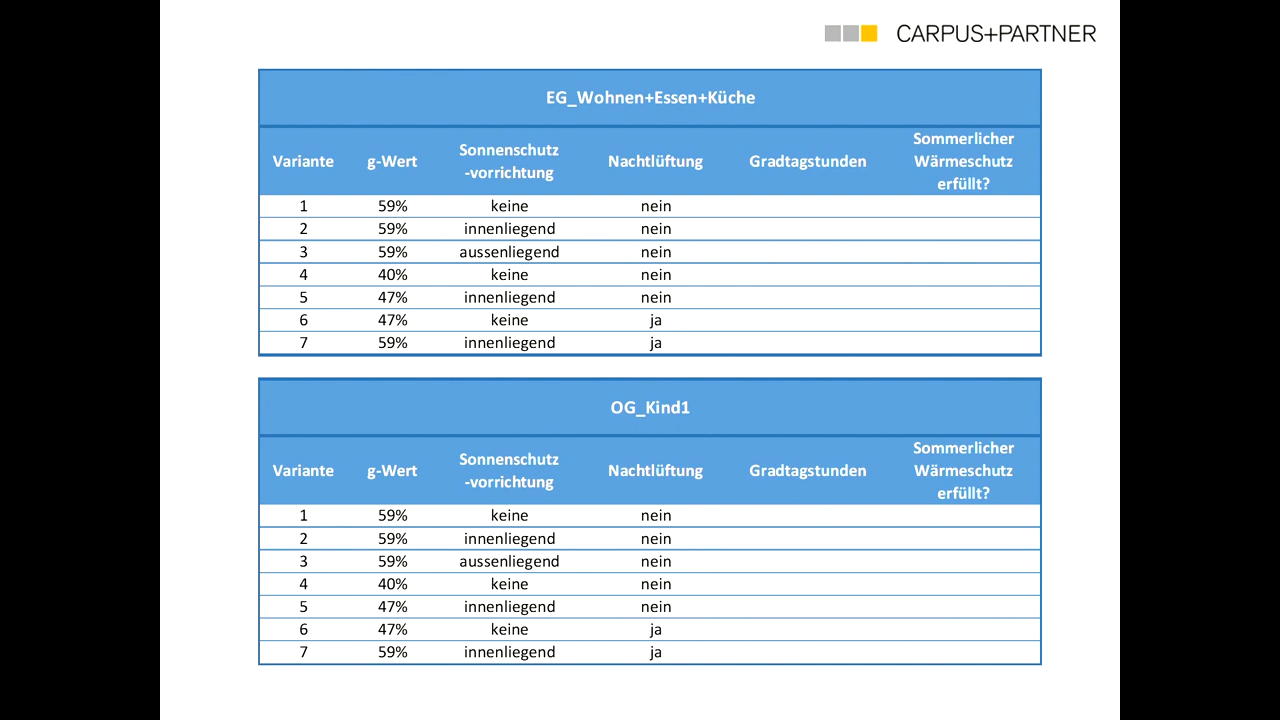 CARPUS+PARTNER
EG_Wohnen+Essen+Küche
Variante g-Wert Sonnenschutz -vorrichtung Nachtlüftung Gradtagstunden Sommerlicher Wärmeschutz erfüllt?
1 59% keine nein
2 59% innenliegend nein
3 59% aussenliegend nein
4 40% keine nein
5 47% innenliegend nein
6 47% keine ja
7 59% innenliegend ja
OG_Kind1
Variante g-Wert Sonnenschutz -vorrichtung Nachtlüftung Gradtagstunden Sommerlicher Wärmeschutz erfüllt?
1 59% keine nein
2 59% innenliegend nein
3 59% aussenliegend nein
4 40% keine nein
5 47% innenliegend nein
6 47% keine ja
7 59% innenliegend ja